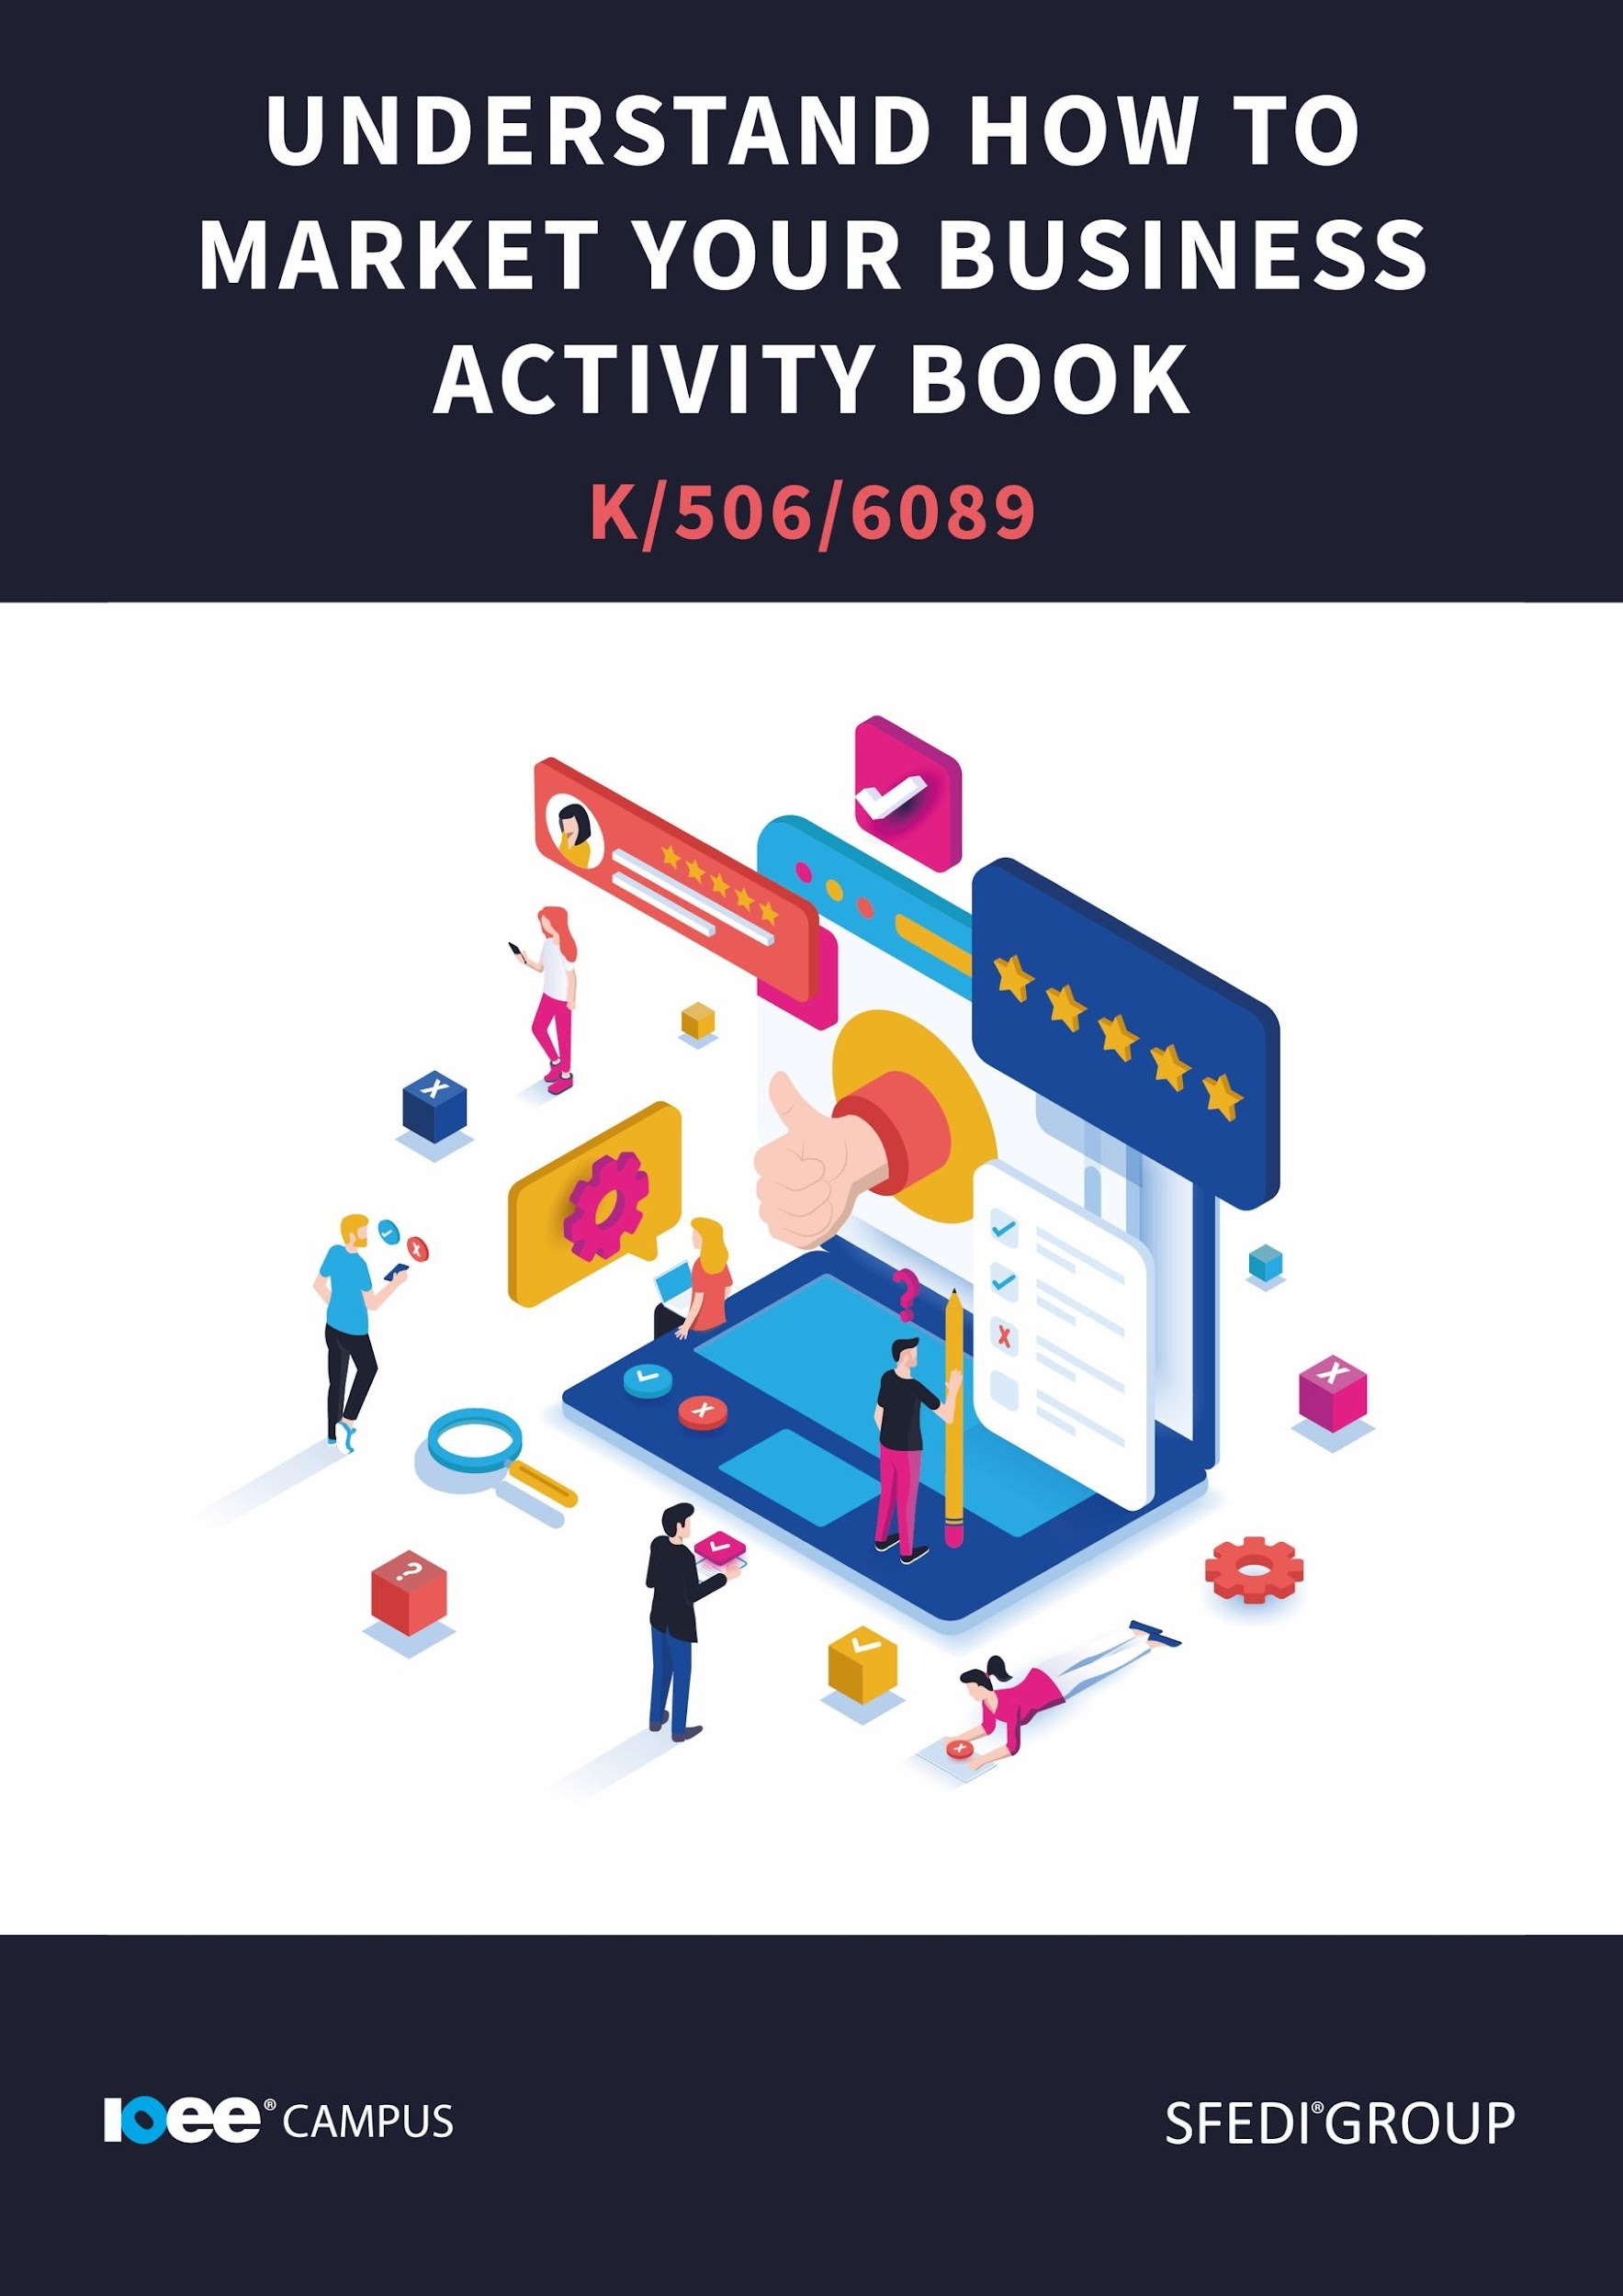 UNDERSTAND HOW TO
MARKET YOUR BUSINESS
ACTIVITY BOOK
K/506/6089
ioee® CAMPUS
SFEDI® GROUP